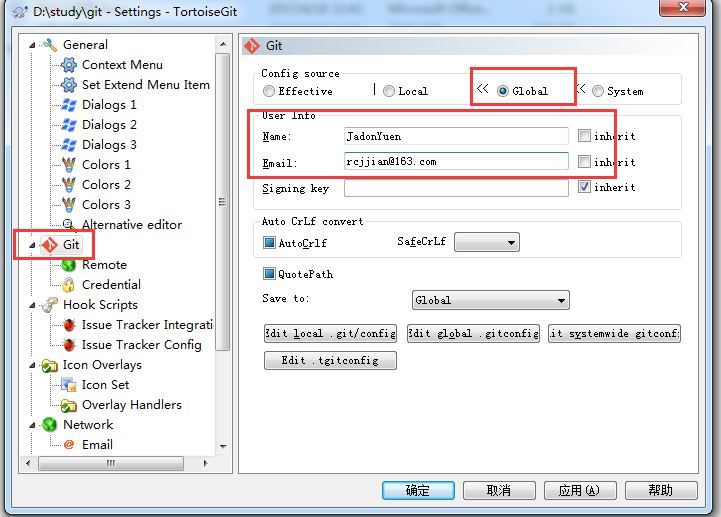 D:\study\git - Settings - TortoiseGit
General
Context Menu
Set Extend Menu Item
Dialogs 1
Dialogs 2
Dialogs 3
Colors 1
Colors 2
Colors 3
Alternative editor
Git
Remote
Credential
Hook Scripts
Issue Tracker Integrati
Issue Tracker Config
Icon Overlays
Icon Set
Overlay Handlers
Network
Email
Git
Config source
Effective | Local << Global << System
User Info
Name: JadonYuen inherit
Email: rcjjian@163.com inherit
Signing key inherit
Auto CrLf convert
AutoCrlf SafeCrLf
QuotePath
Save to: Global
Edit local .git/config Edit global .gitconfig it systemwide gitconf
Edit .tgitconfig
确定 取消 应用(A) 帮助